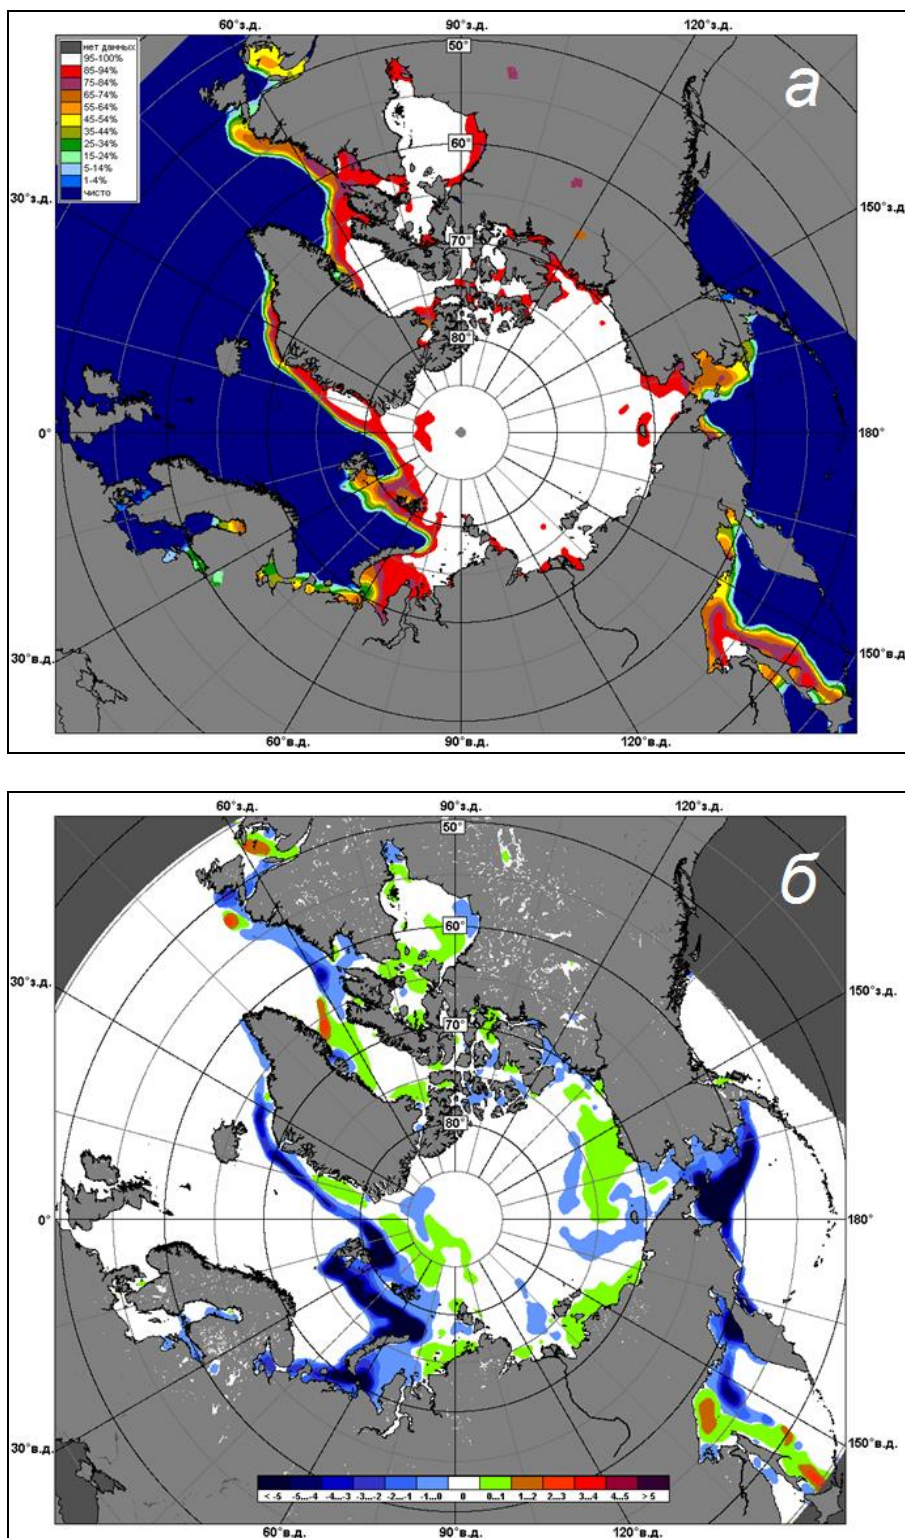 60°з.д. 90°з.д. 120°з.д.
50°
нет данных
95-100%
85-94%
75-84%
65-74%
55-64%
45-54%
35-44%
25-34%
15-24%
5-14%
1-4%
чисто
а
60°
30°з.д. 150°з.д.
70°
80°
0° 180°
30°в.д. 150°в.д.
60°в.д. 90°в.д. 120°в.д.
60°з.д. 90°з.д. 120°з.д.
50°
б
60°
30°з.д. 150°з.д.
70°
80°
0° 180°
30°в.д. 150°в.д.
< -5 -5...-4 -4...-3 -3...-2 -2...-1 -1...0 0 0...1 1...2 2...3 3...4 4...5 > 5
60°в.д. 90°в.д. 120°в.д.